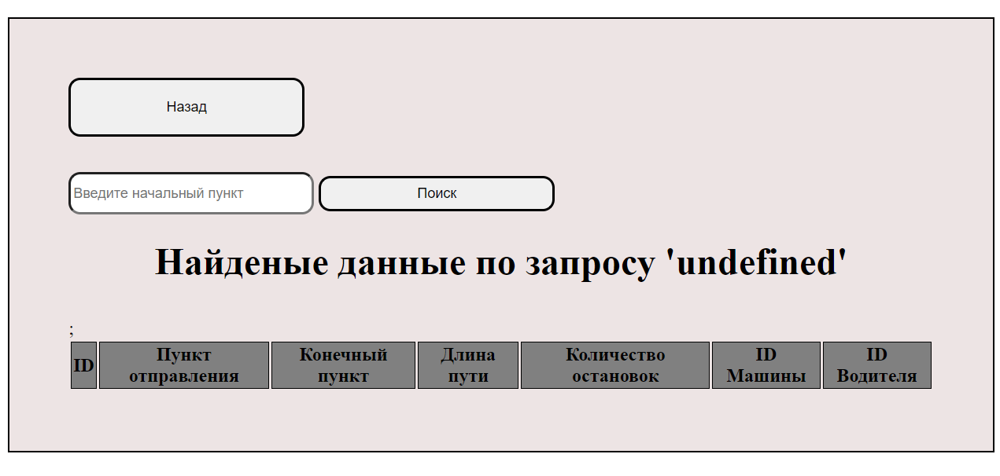 Назад
Введите начальный пункт Поиск
Найденые данные по запросу 'undefined'
;
ID Пункт отправления Конечный пункт Длина пути Количество остановок ID Машины ID Водителя